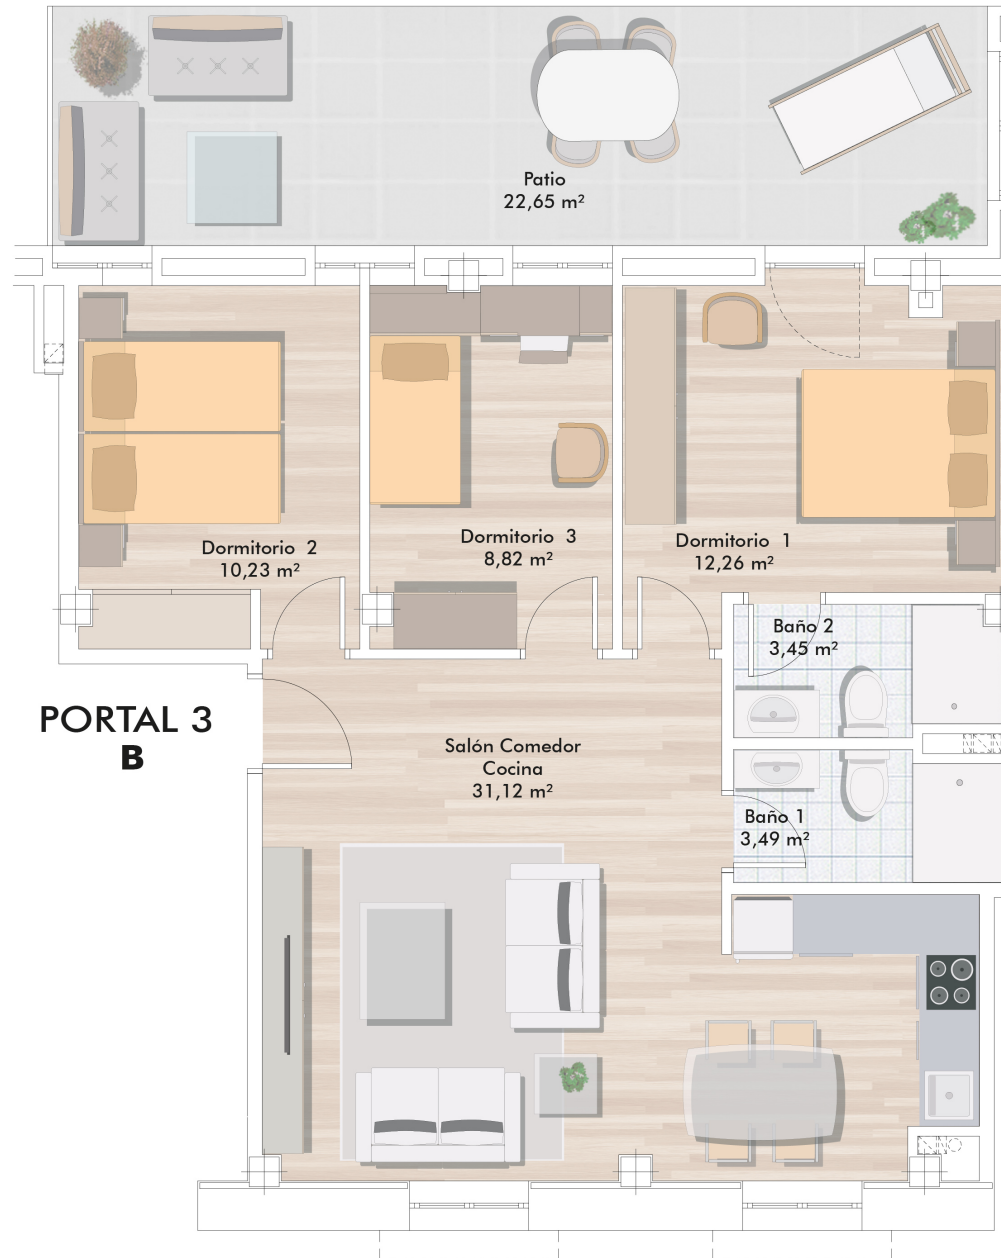 Patio
22,65 m²
Dormitorio 2
10,23 m²
Dormitorio 3
8,82 m²
Dormitorio 1
12,26 m²
Baño 2
3,45 m²
PORTAL 3
B
Salón Comedor
Cocina
31,12 m²
Baño 1
3,49 m²